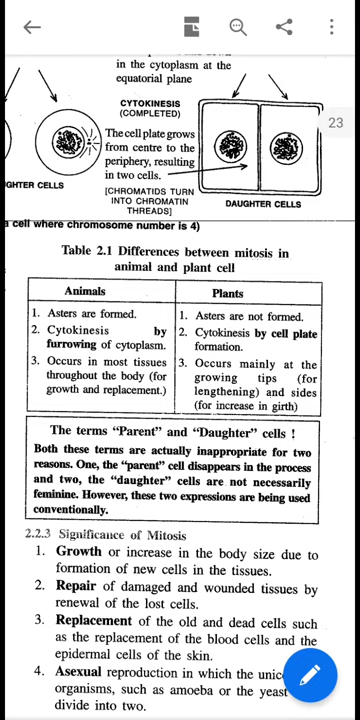 in the cytoplasm at the
equatorial plane
CYTOKINESIS
(COMPLETED)
The cell plate grows
from centre to the
periphery, resulting
in two cells.
[CHROMATIDS TURN
INTO CHROMATIN
THREADS]
GHTER CELLS
DAUGHTER CELLS
23
a cell where chromosome number is 4)
Table 2.1 Differences between mitosis in
animal and plant cell
Animals
1. Asters are formed.
2. Cytokinesis by
furrowing of cytoplasm.
3. Occurs in most tissues
throughout the body (for
growth and replacement.)
Plants
1. Asters are not formed.
2. Cytokinesis by cell plate
formation.
3. Occurs mainly at the
growing tips (for
lengthening) and sides
(for increase in girth)
The terms "Parent" and "Daughter" cells !
Both these terms are actually inappropriate for two
reasons. One, the "parent" cell disappears in the process
and two, the "daughter" cells are not necessarily
feminine. However, these two expressions are being used
conventionally.
2.2.3 Significance of Mitosis
1. Growth or increase in the body size due to
formation of new cells in the tissues.
2. Repair of damaged and wounded tissues by
renewal of the lost cells.
3. Replacement of the old and dead cells such
as the replacement of the blood cells and the
epidermal cells of the skin.
4. Asexual reproduction in which the unic
organisms, such as amoeba or the yeast
divide into two.